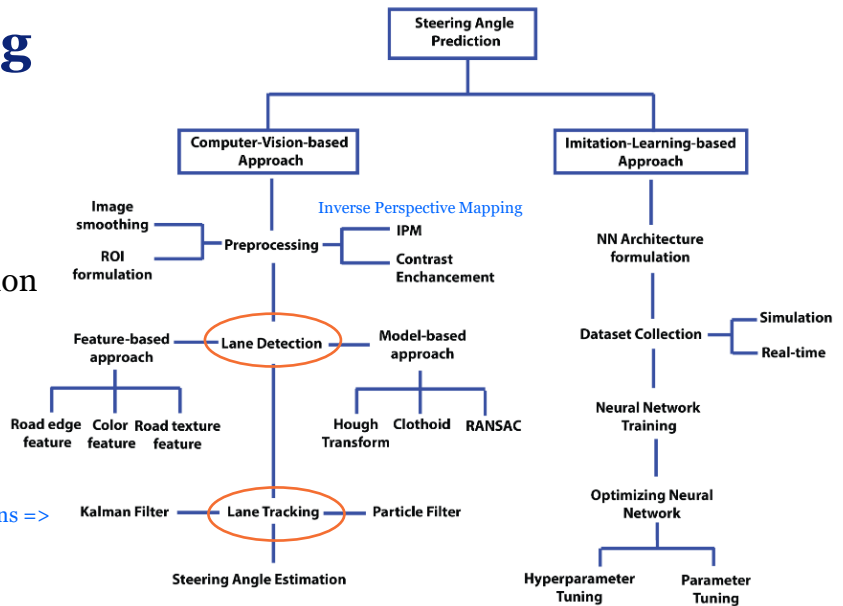 g
Steering Angle
Prediction
Computer-Vision-based
Approach
Imitation-Learning-based
Approach
Image
smoothing
ROI
formulation
Preprocessing
Inverse Perspective Mapping
IPM
Contrast
Enchancement
NN Architecture
formulation
on
Feature-based
approach
Lane Detection
Model-based
approach
Dataset Collection
Simulation
Real-time
Road edge
feature
Color
feature
Road texture
feature
Hough
Transform
Clothoid
RANSAC
Neural Network
Training
ns =>
Kalman Filter
Lane Tracking
Particle Filter
Optimizing Neural
Network
Steering Angle Estimation
Hyperparameter
Tuning
Parameter
Tuning